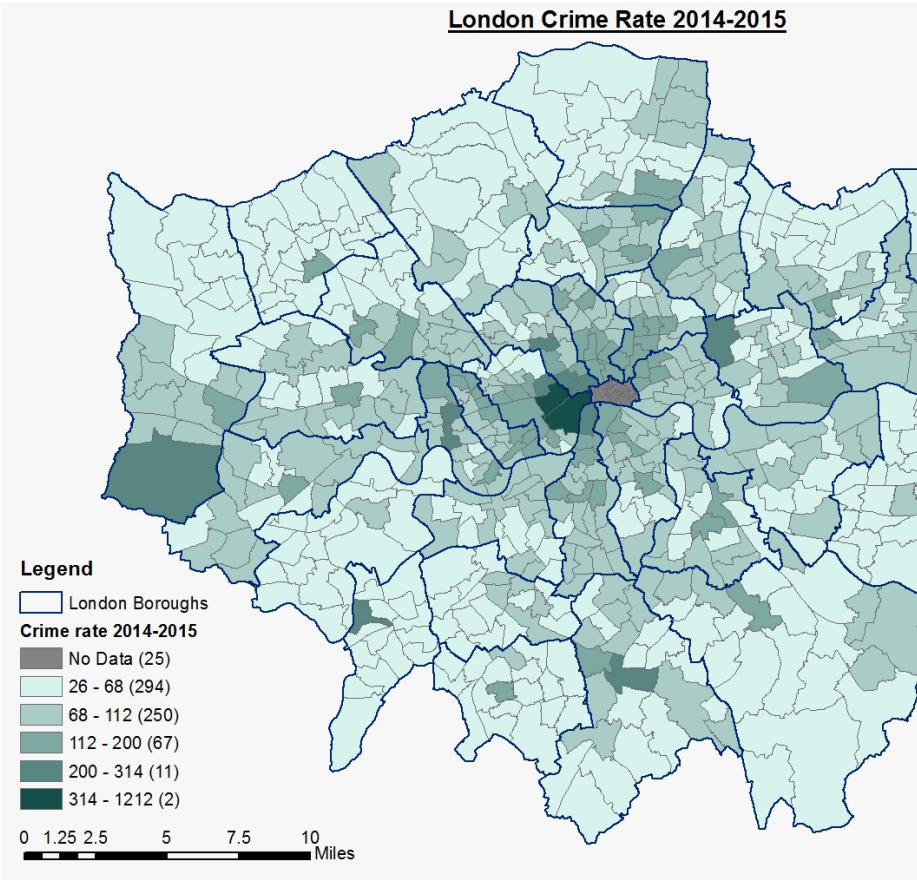 London Crime Rate 2014-2015
Legend
London Boroughs
Crime rate 2014-2015
No Data (25)
26 - 68 (294)
68 - 112 (250)
112 - 200 (67)
200 - 314 (11)
314 - 1212 (2)
0 1.25 2.5 5 7.5 10
Miles